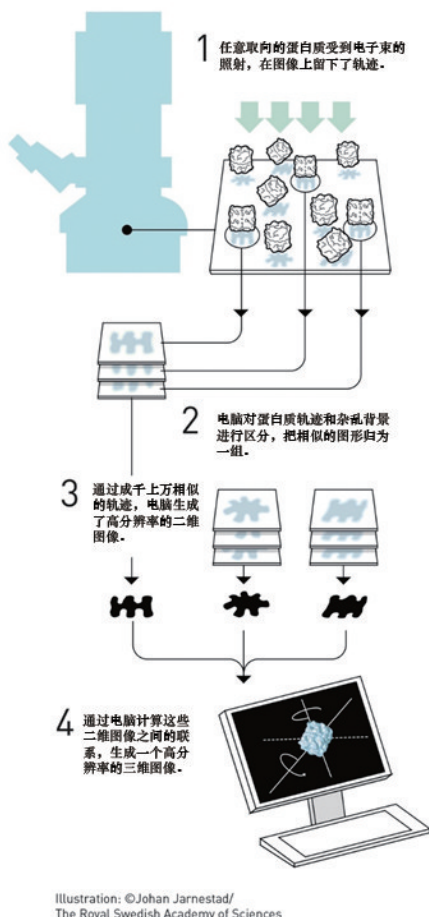 1
任意取向的蛋白质受到电子束的
照射，在图像上留下了轨迹。
2
电脑对蛋白质轨迹和杂乱背景
进行区分，把相似的图形归为
一组。
3
通过成千上万相似
的轨迹，电脑生成
了高分辨率的二维
图像。
4
通过电脑计算这些
二维图像之间的联
系，生成一个高分
辨率的三维图像。
Illustration: ©Johan Jarnestad/
The Royal Swedish Academy of Sciences